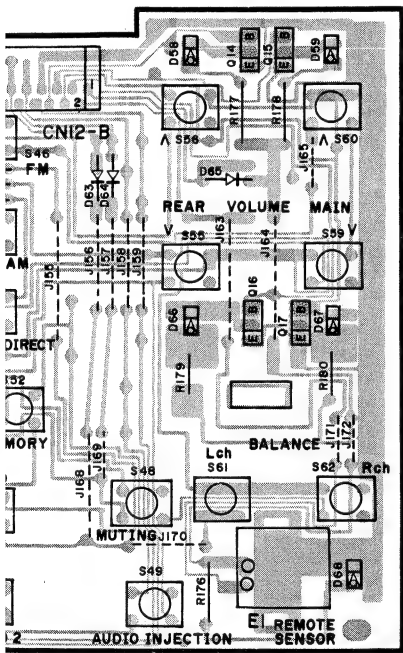 D58 Q14 B E Q15 B E D59
R177 R178
2
CN12-B
S46
FM
Λ S56
Λ S60
J165
D63 D64
D65
REAR VOLUME MAIN
J163 J164
V S55
S59 V
J155 J156 J157 J158 J159
AM
Q16 B E
Q17 B E
D66 D67
DIRECT
R179 R180
S52
MORY
BALANCE
J171 J172
Lch
S61
S62 Rch
J168 J169
S48
MUTING J170
S49
R176
D68
E1 REMOTE
SENSOR
2
AUDIO INJECTION